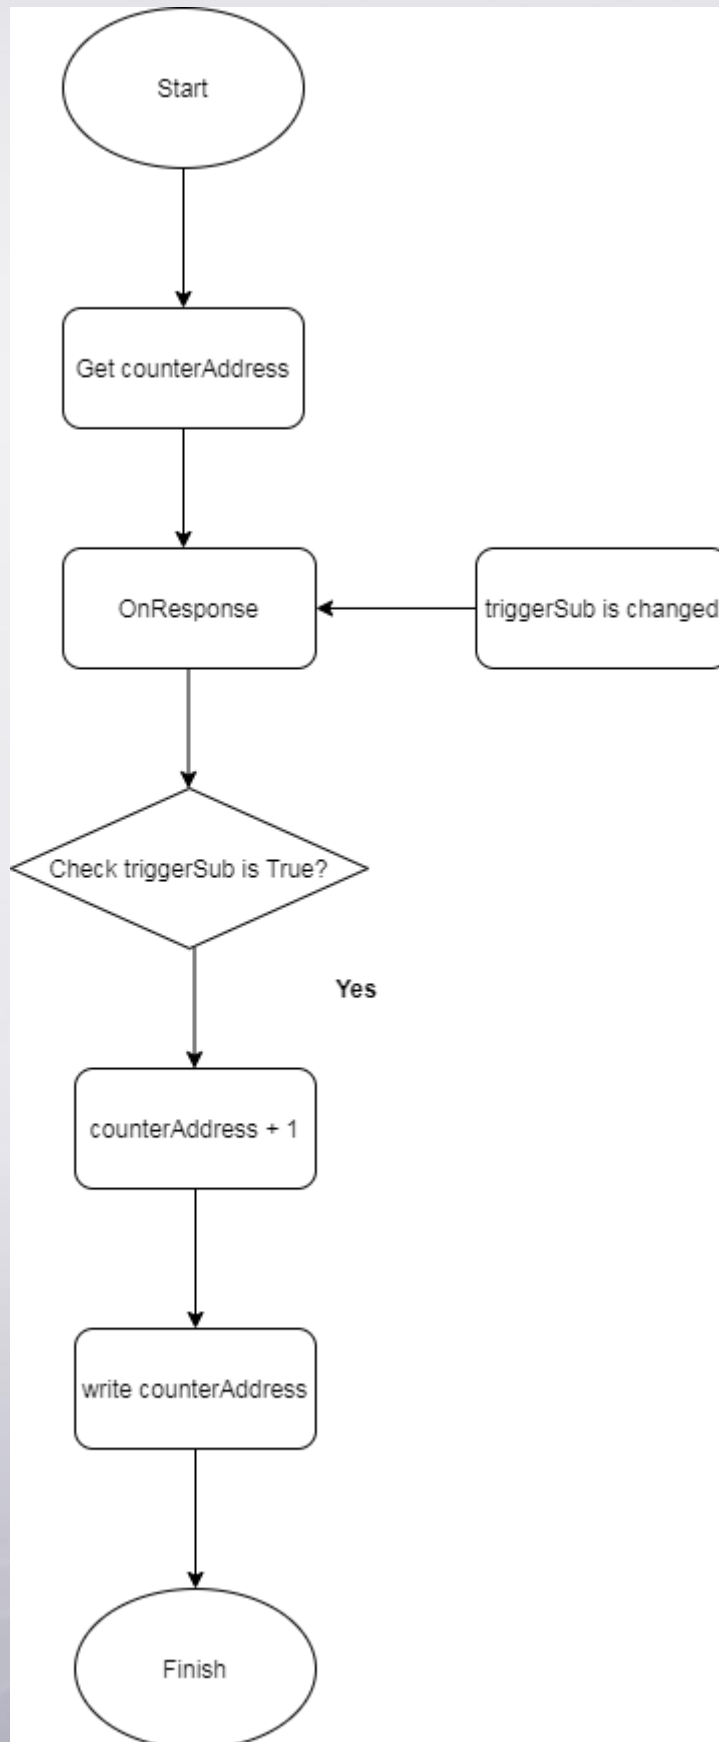 Start
Get counterAddress
OnResponse
triggerSub is changed
Check triggerSub is True?
Yes
counterAddress + 1
write counterAddress
Finish